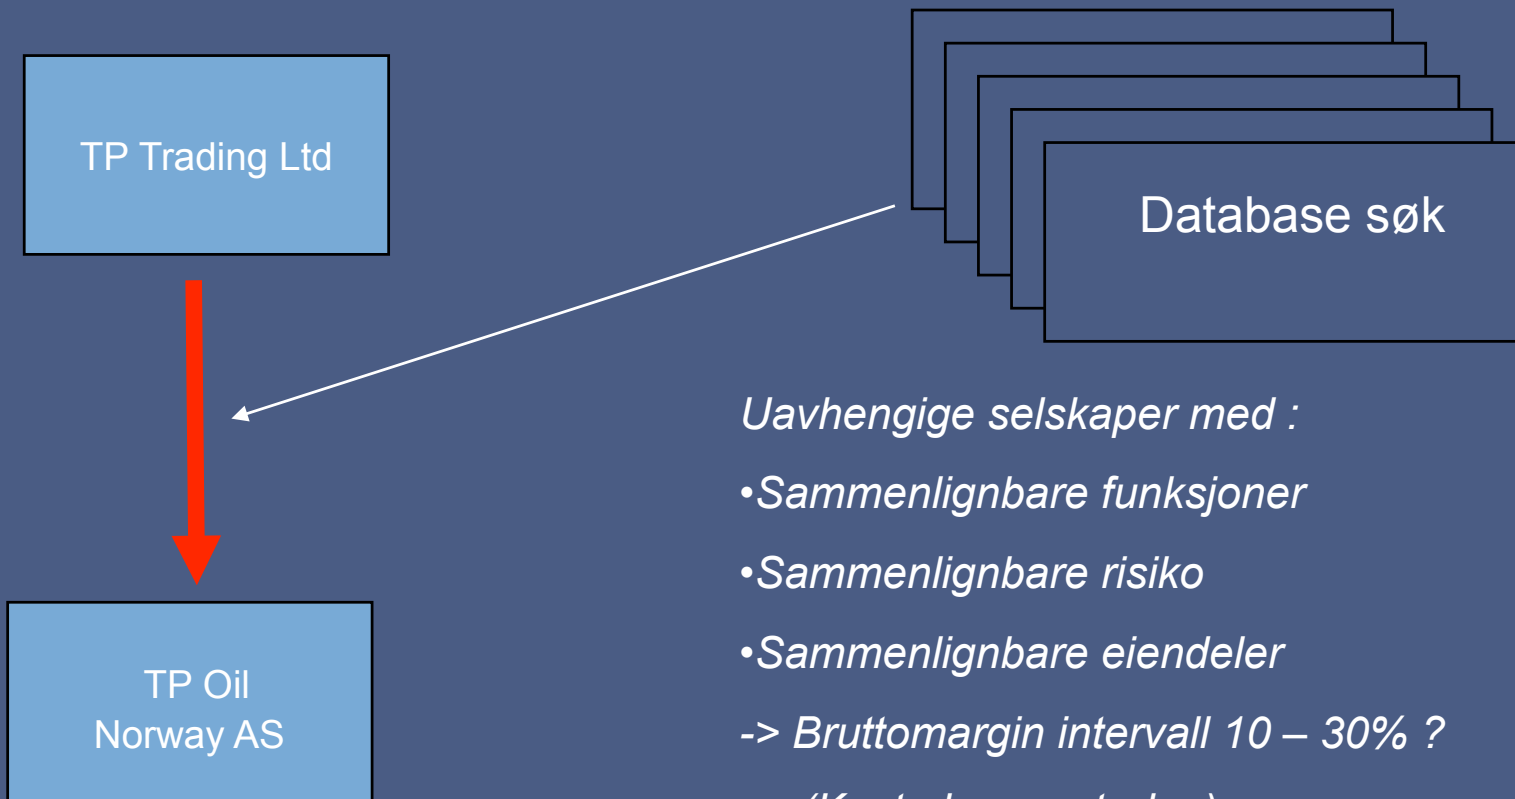 TP Trading Ltd
Database søk
Uavhengige selskaper med :
•Sammenlignbare funksjoner
•Sammenlignbare risiko
•Sammenlignbare eiendeler
-> Bruttomargin intervall 10 – 30% ?
TP Oil
Norway AS